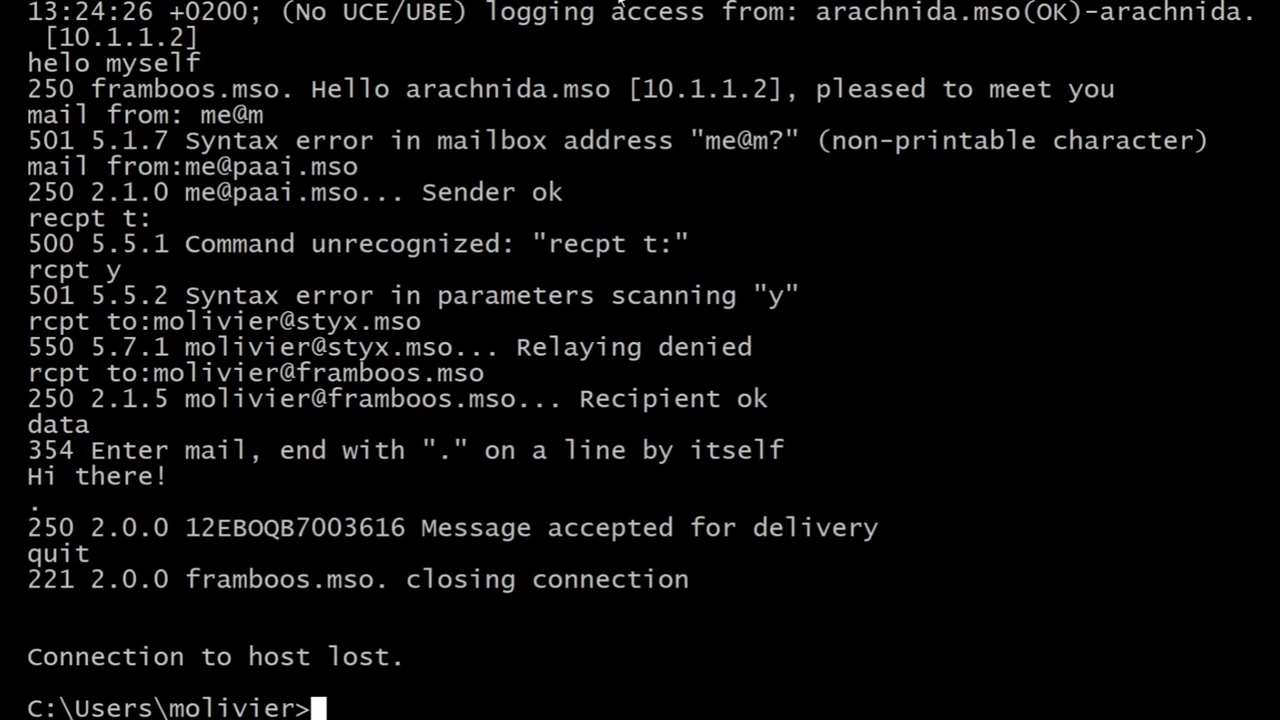 13:24:26 +0200; (No UCE/UBE) logging access from: arachnida.mso(OK)-arachnida.
[10.1.1.2]
helo myself
250 framboos.mso. Hello arachnida.mso [10.1.1.2], pleased to meet you
mail from: me@m
501 5.1.7 Syntax error in mailbox address "me@m?" (non-printable character)
mail from:me@paai.mso
250 2.1.0 me@paai.mso... Sender ok
recpt t:
500 5.5.1 Command unrecognized: "recpt t:"
rcpt y
501 5.5.2 Syntax error in parameters scanning "y"
rcpt to:molivier@styx.mso
550 5.7.1 molivier@styx.mso... Relaying denied
rcpt to:molivier@framboos.mso
250 2.1.5 molivier@framboos.mso... Recipient ok
data
354 Enter mail, end with "." on a line by itself
Hi there!
.
250 2.0.0 12EBOQB7003616 Message accepted for delivery
quit
221 2.0.0 framboos.mso. closing connection
Connection to host lost.
C:\Users\molivier>